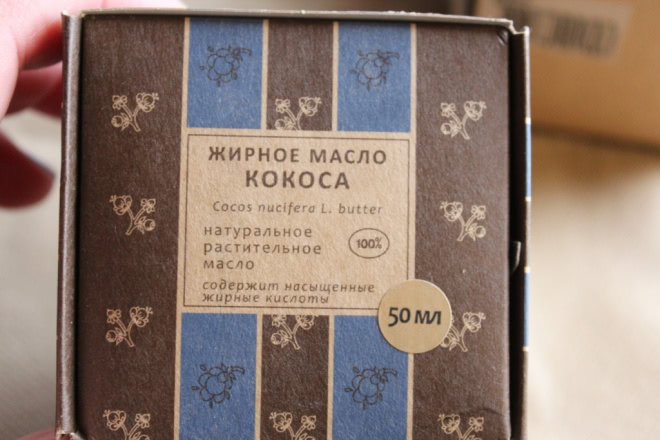 ЖИРНОЕ МАСЛО
КОКОСА
Cocos nucifera L. butter
натуральное
растительное
масло
100%
содержит насыщенные
жирные кислоты
50 мл